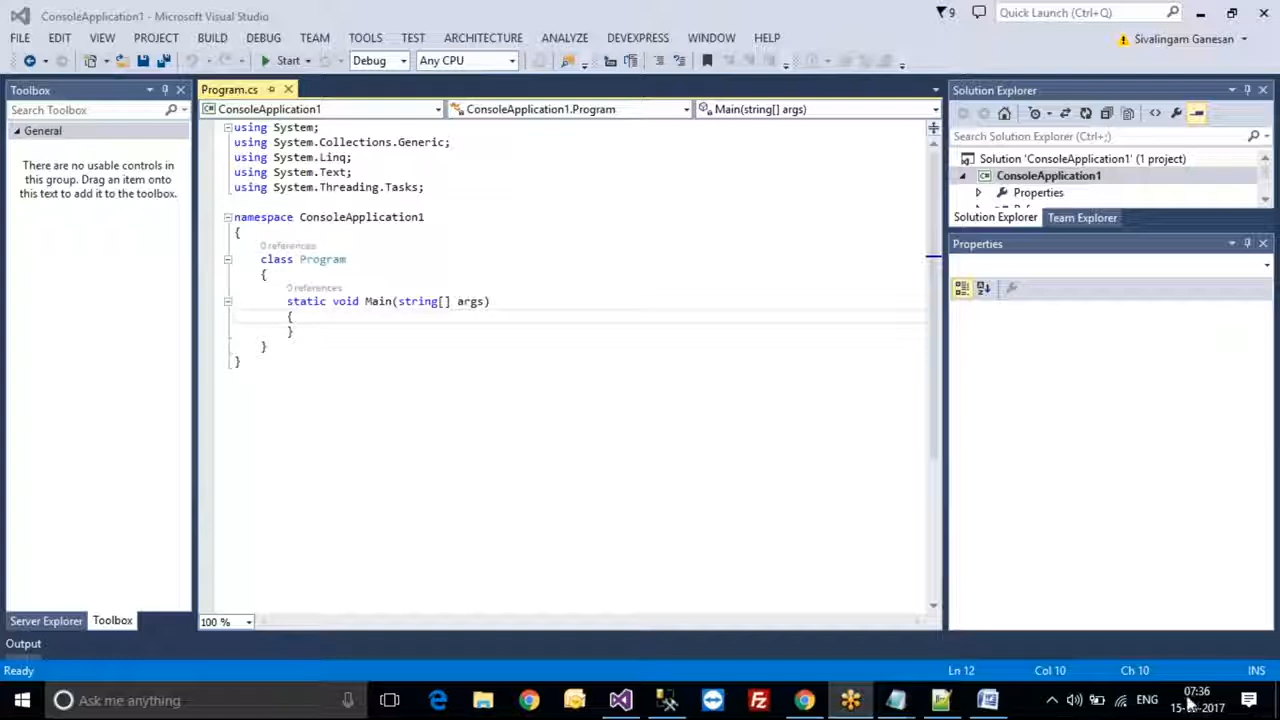 ConsoleApplication1 - Microsoft Visual Studio
9
Quick Launch (Ctrl+Q)
FILE EDIT VIEW PROJECT BUILD DEBUG TEAM TOOLS TEST ARCHITECTURE ANALYZE DEVEXPRESS WINDOW HELP
Sivalingam Ganesan
Start Debug Any CPU
Toolbox
Search Toolbox
General
There are no usable controls in
this group. Drag an item onto
this text to add it to the toolbox.
Server Explorer Toolbox
Program.cs
ConsoleApplication1 ConsoleApplication1.Program Main(string[] args)
using System;
using System.Collections.Generic;
using System.Linq;
using System.Text;
using System.Threading.Tasks;
namespace ConsoleApplication1
{
0 references
class Program
{
0 references
static void Main(string[] args)
{
}
}
}
100 %
Solution Explorer
Search Solution Explorer (Ctrl+;)
Solution 'ConsoleApplication1' (1 project)
ConsoleApplication1
Properties
Solution Explorer Team Explorer
Properties
Output
Ready Ln 12 Col 10 Ch 10 INS
Ask me anything
ENG
07:36